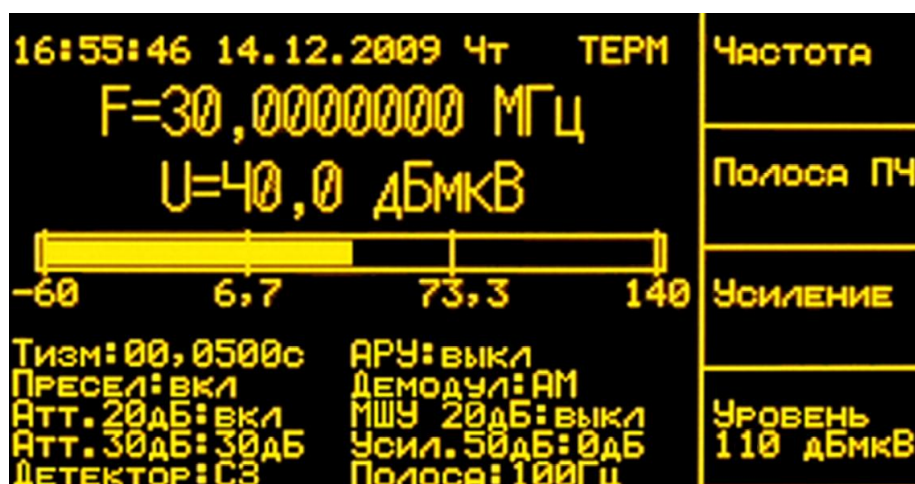 16:55:46 14.12.2009 Чт ТЕРМ
F=30,0000000 МГц
U=40,0 дБмкВ
-60 6,7 73,3 140
Тизм:00,0500с АРУ:выкл
Пресел:вкл Демодул:АМ
Атт.20дБ:вкл МШУ 20дБ:выкл
Атт.30дБ:30дБ Усил.50дБ:0дБ
Детектор:СЗ Полоса:100Гц
Частота
Полоса ПЧ
Усиление
Уровень
110 дБмкВ